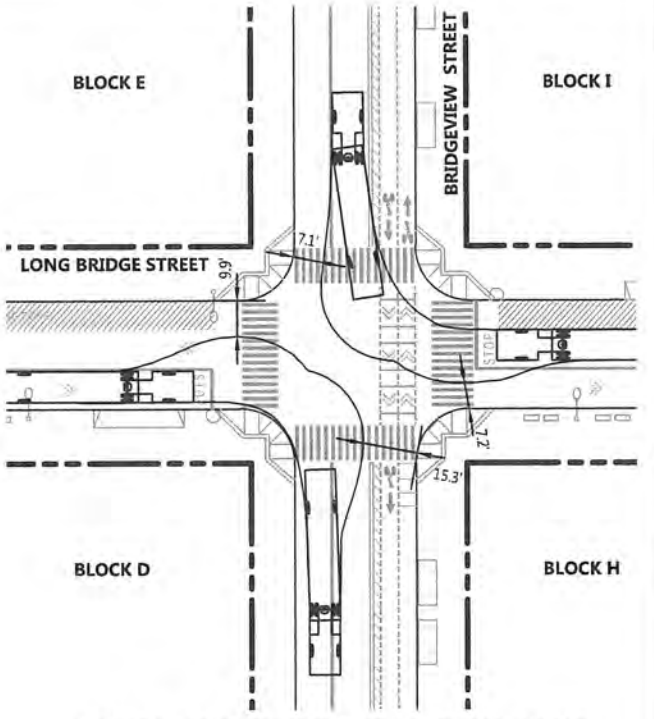 BLOCK E
BLOCK I
BRIDGEVIEW STREET
LONG BRIDGE STREET
7.1'
9.9'
STOP
7.2'
15.3'
BLOCK D
BLOCK H